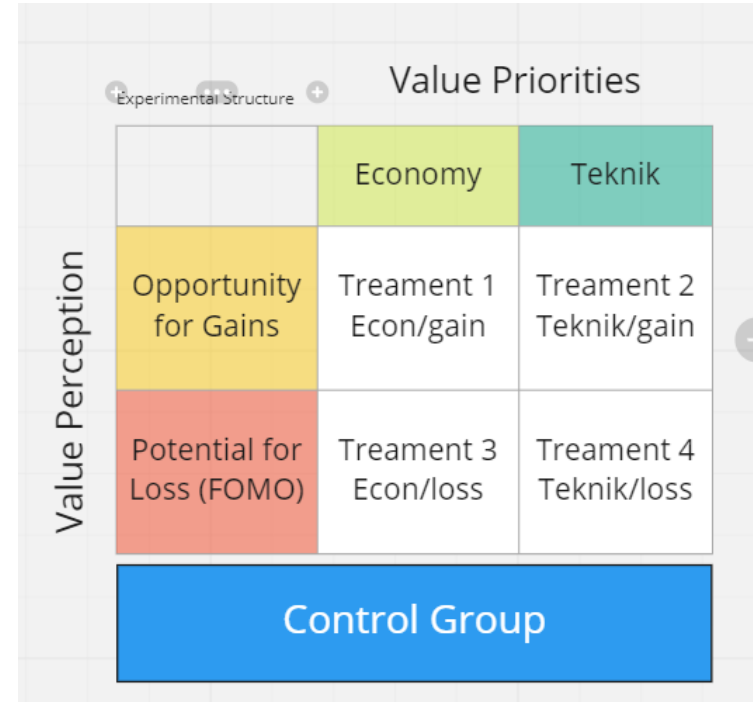 Value Priorities
Experimental Structure
Economy
Teknik
Value Perception
Opportunity
for Gains
Treament 1
Econ/gain
Treament 2
Teknik/gain
Potential for
Loss (FOMO)
Treament 3
Econ/loss
Treament 4
Teknik/loss
Control Group